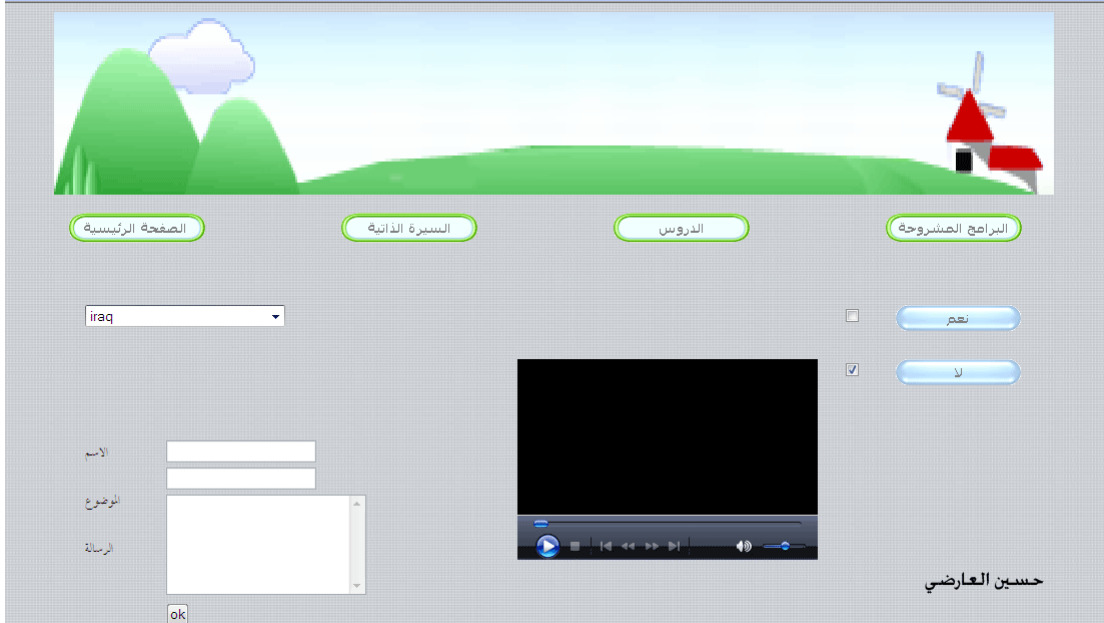 البرامج المشروحة
الدروس
السيرة الذاتية
الصفحة الرئيسية
نعم
iraq
لا
الاسم
الموضوع
الرسالة
حسين العارضي
ok